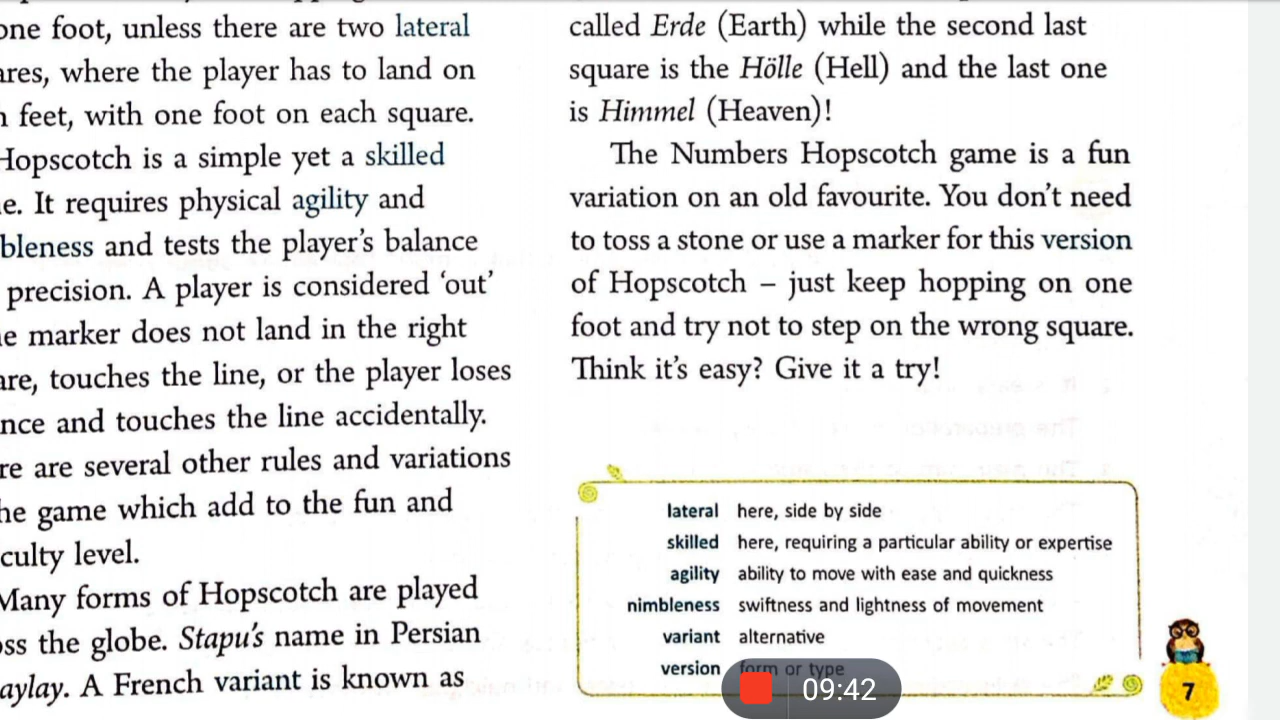 one foot, unless there are two lateral
ares, where the player has to land on
h feet, with one foot on each square.
Hopscotch is a simple yet a skilled
e. It requires physical agility and
bleness and tests the player's balance
precision. A player is considered 'out'
e marker does not land in the right
are, touches the line, or the player loses
nce and touches the line accidentally.
re are several other rules and variations
he game which add to the fun and
culty level.
Many forms of Hopscotch are played
oss the globe. Stapu's name in Persian
aylay. A French variant is known as
called Erde (Earth) while the second last
square is the Hölle (Hell) and the last one
is Himmel (Heaven)!
The Numbers Hopscotch game is a fun
variation on an old favourite. You don't need
to toss a stone or use a marker for this version
of Hopscotch – just keep hopping on one
foot and try not to step on the wrong square.
Think it's easy? Give it a try!
lateral here, side by side
skilled here, requiring a particular ability or expertise
agility ability to move with ease and quickness
nimbleness swiftness and lightness of movement
variant alternative
version form or type
09:42
7